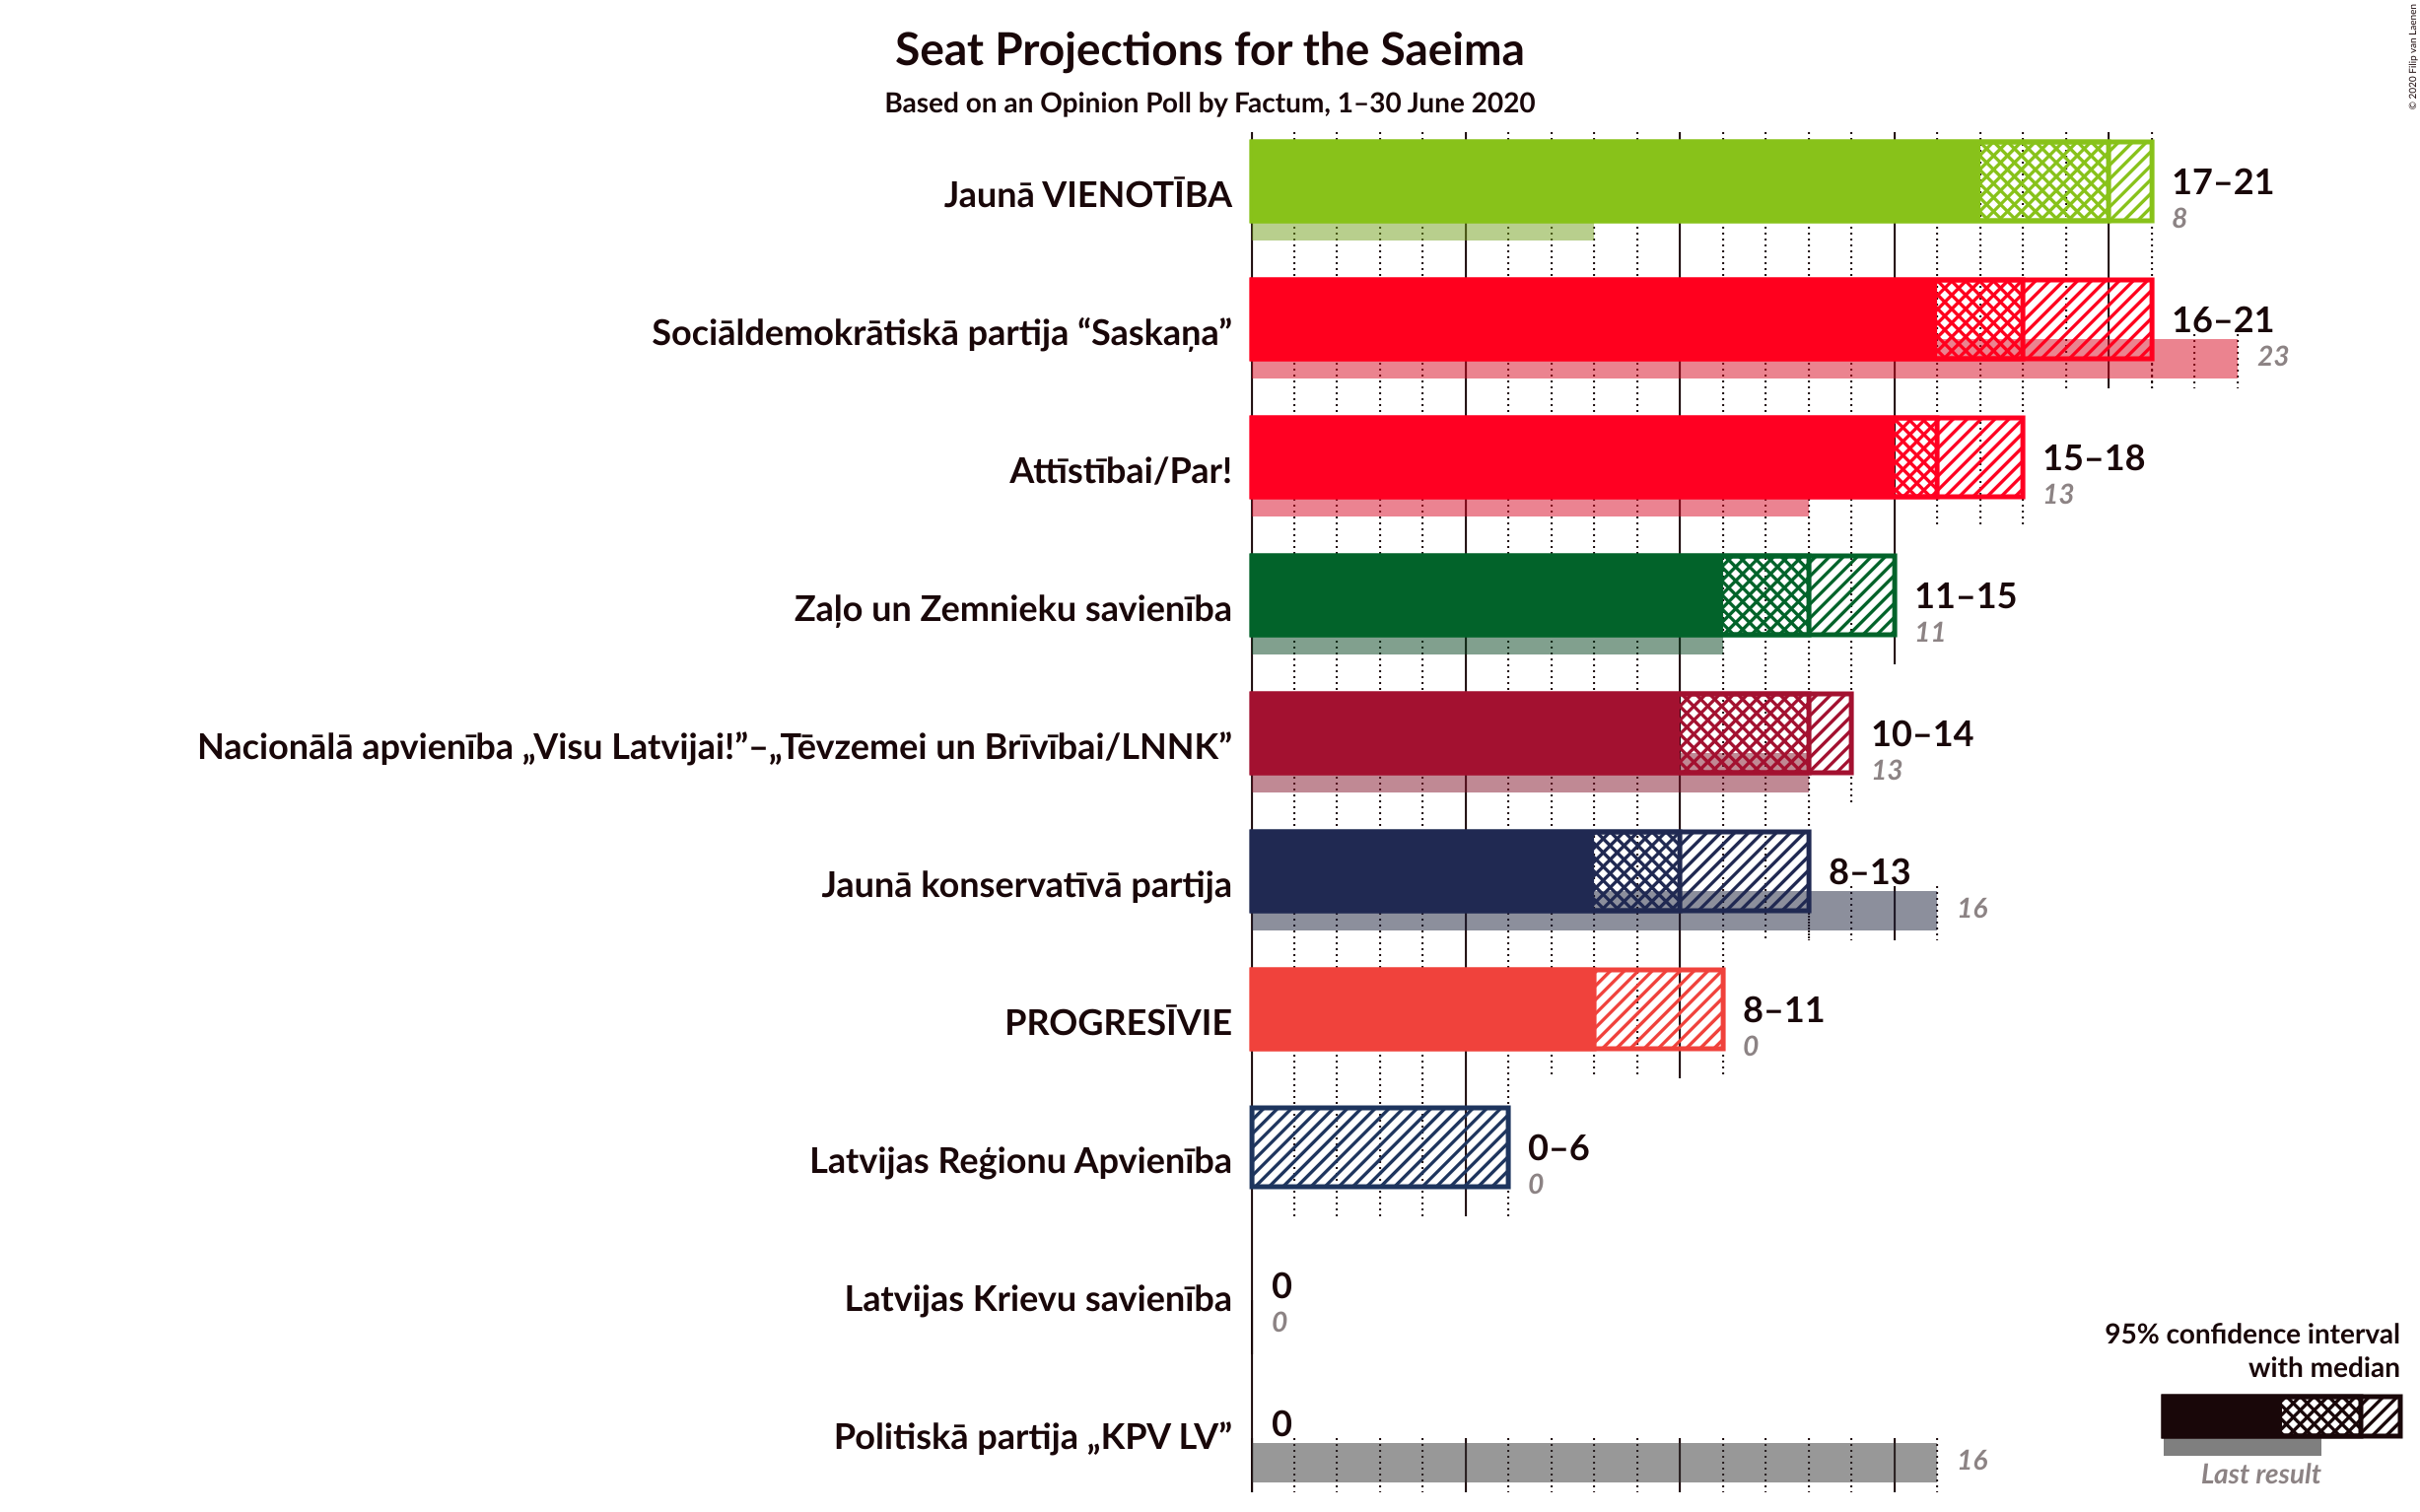 Seat Projections for the Saeima
Based on an Opinion Poll by Factum, 1–30 June 2020
© 2020 Filip van Laenen
Jaunā VIENOTĪBA
17–21
8
Sociāldemokrātiskā partija “Saskaņa”
16–21
23
Attīstībai/Par!
15–18
13
Zaļo un Zemnieku savienība
11–15
11
Nacionālā apvienība „Visu Latvijai!”–„Tēvzemei un Brīvībai/LNNK”
10–14
13
Jaunā konservatīvā partija
8–13
16
PROGRESĪVIE
8–11
0
Latvijas Reģionu Apvienība
0–6
0
Latvijas Krievu savienība
0
0
Politiskā partija „KPV LV”
0
16
95% confidence interval
with median
Last result